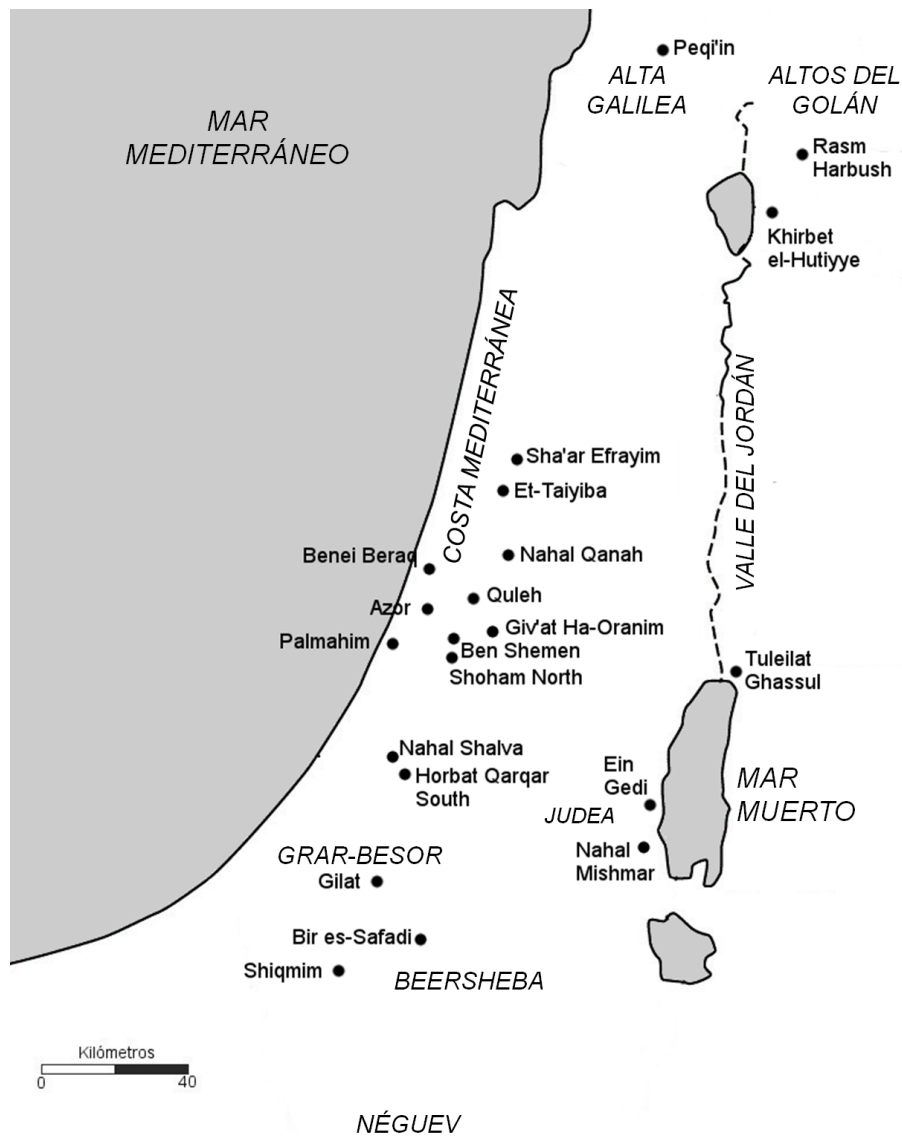 Peqi'in
ALTA
GALILEA
ALTOS DEL
GOLÁN
MAR
MEDITERRÁNEO
Rasm
Harbush
Khirbet
el-Hutiyye
COSTA MEDITERRÁNEA
VALLE DEL JORDÁN
Sha'ar Efrayim
Et-Taiyiba
Benei Beraq
Nahal Qanah
Quleh
Azor
Giv'at Ha-Oranim
Palmahim
Ben Shemen
Shoham North
Tuleilat
Ghassul
Nahal Shalva
Horbat Qarqar
South
Ein
Gedi
MAR
MUERTO
JUDEA
Nahal
Mishmar
GRAR-BESOR
Gilat
Bir es-Safadi
Shiqmim
BEERSHEBA
Kilómetros
0 40
NÉGUEV